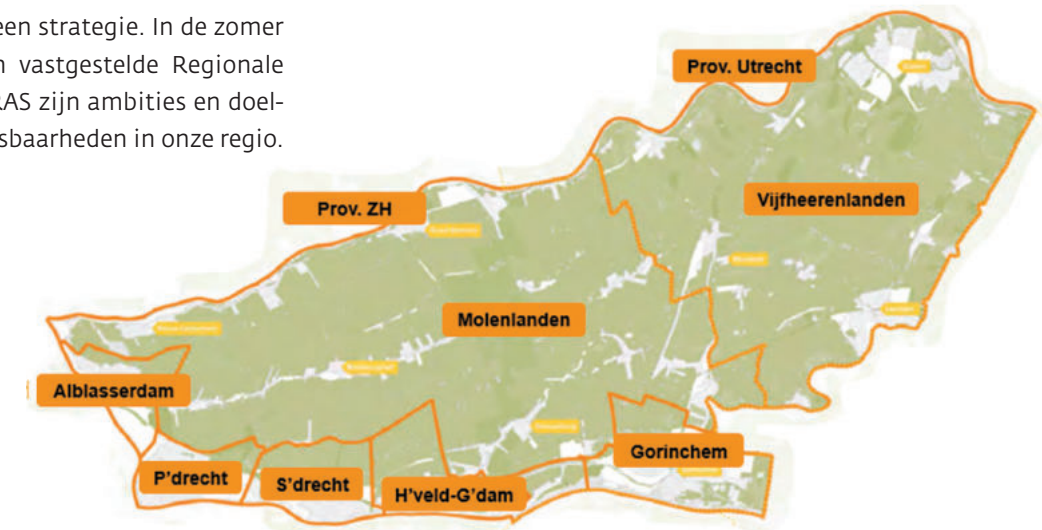 een strategie. In de zomer
vastgestelde Regionale
RAS zijn ambities en doel-
sbaarheden in onze regio.
Prov. Utrecht
Vijfheerenlanden
Prov. ZH
Molenlanden
Alblasserdam
Gorinchem
P'drecht
S'drecht
H'veld-G'dam